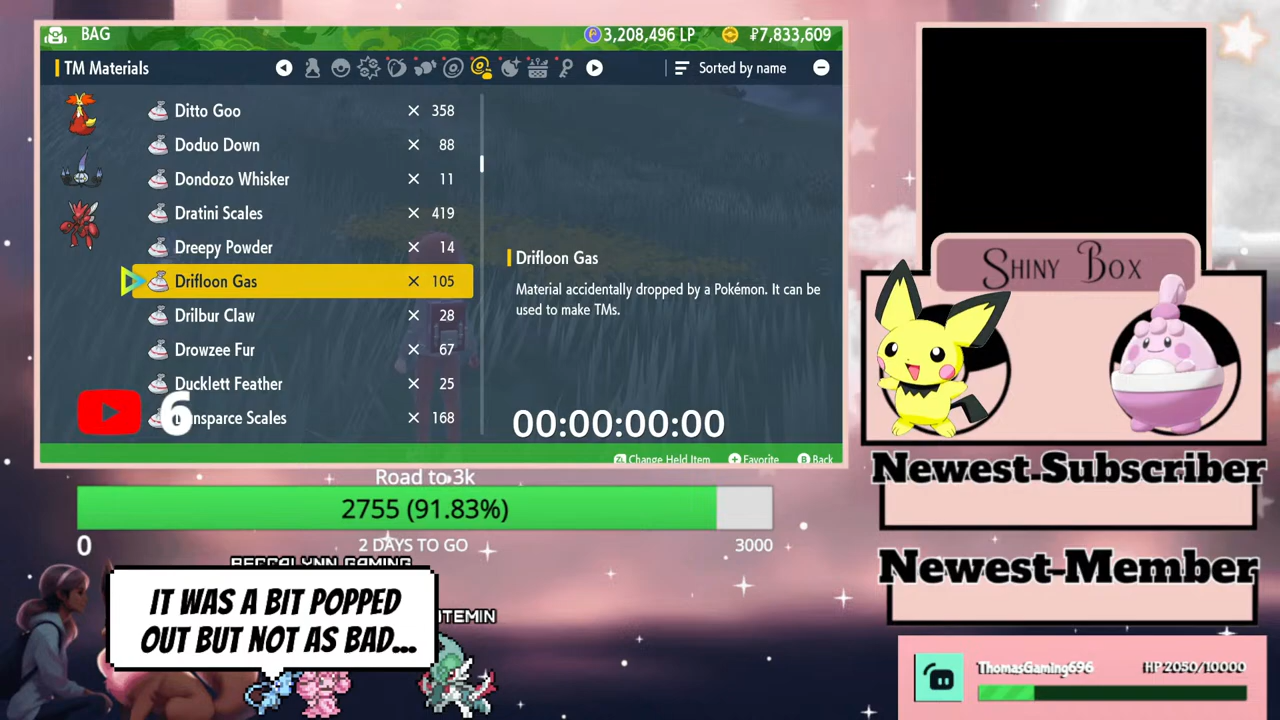 BAG
3,208,496 LP ₽7,833,609
TM Materials
Sorted by name
Ditto Goo × 358
Doduo Down × 88
Dondozo Whisker × 11
Dratini Scales × 419
Dreepy Powder × 14
Drifloon Gas × 105
Drilbur Claw × 28
Drowzee Fur × 67
Ducklett Feather × 25
nsparce Scales × 168
6
Drifloon Gas
Material accidentally dropped by a Pokémon. It can be
used to make TMs.
00:00:00:00
ZL Change Held Item + Favorite B Back
Road to 3k
2755 (91.83%)
0 2 DAYS TO GO 3000
BECCALYNN GAMING
IT WAS A BIT POPPED
OUT BUT NOT AS BAD...
UTEMIN
Shiny Box
Newest Subscriber
Newest Member
ThomasGaming696 HP:2050/10000